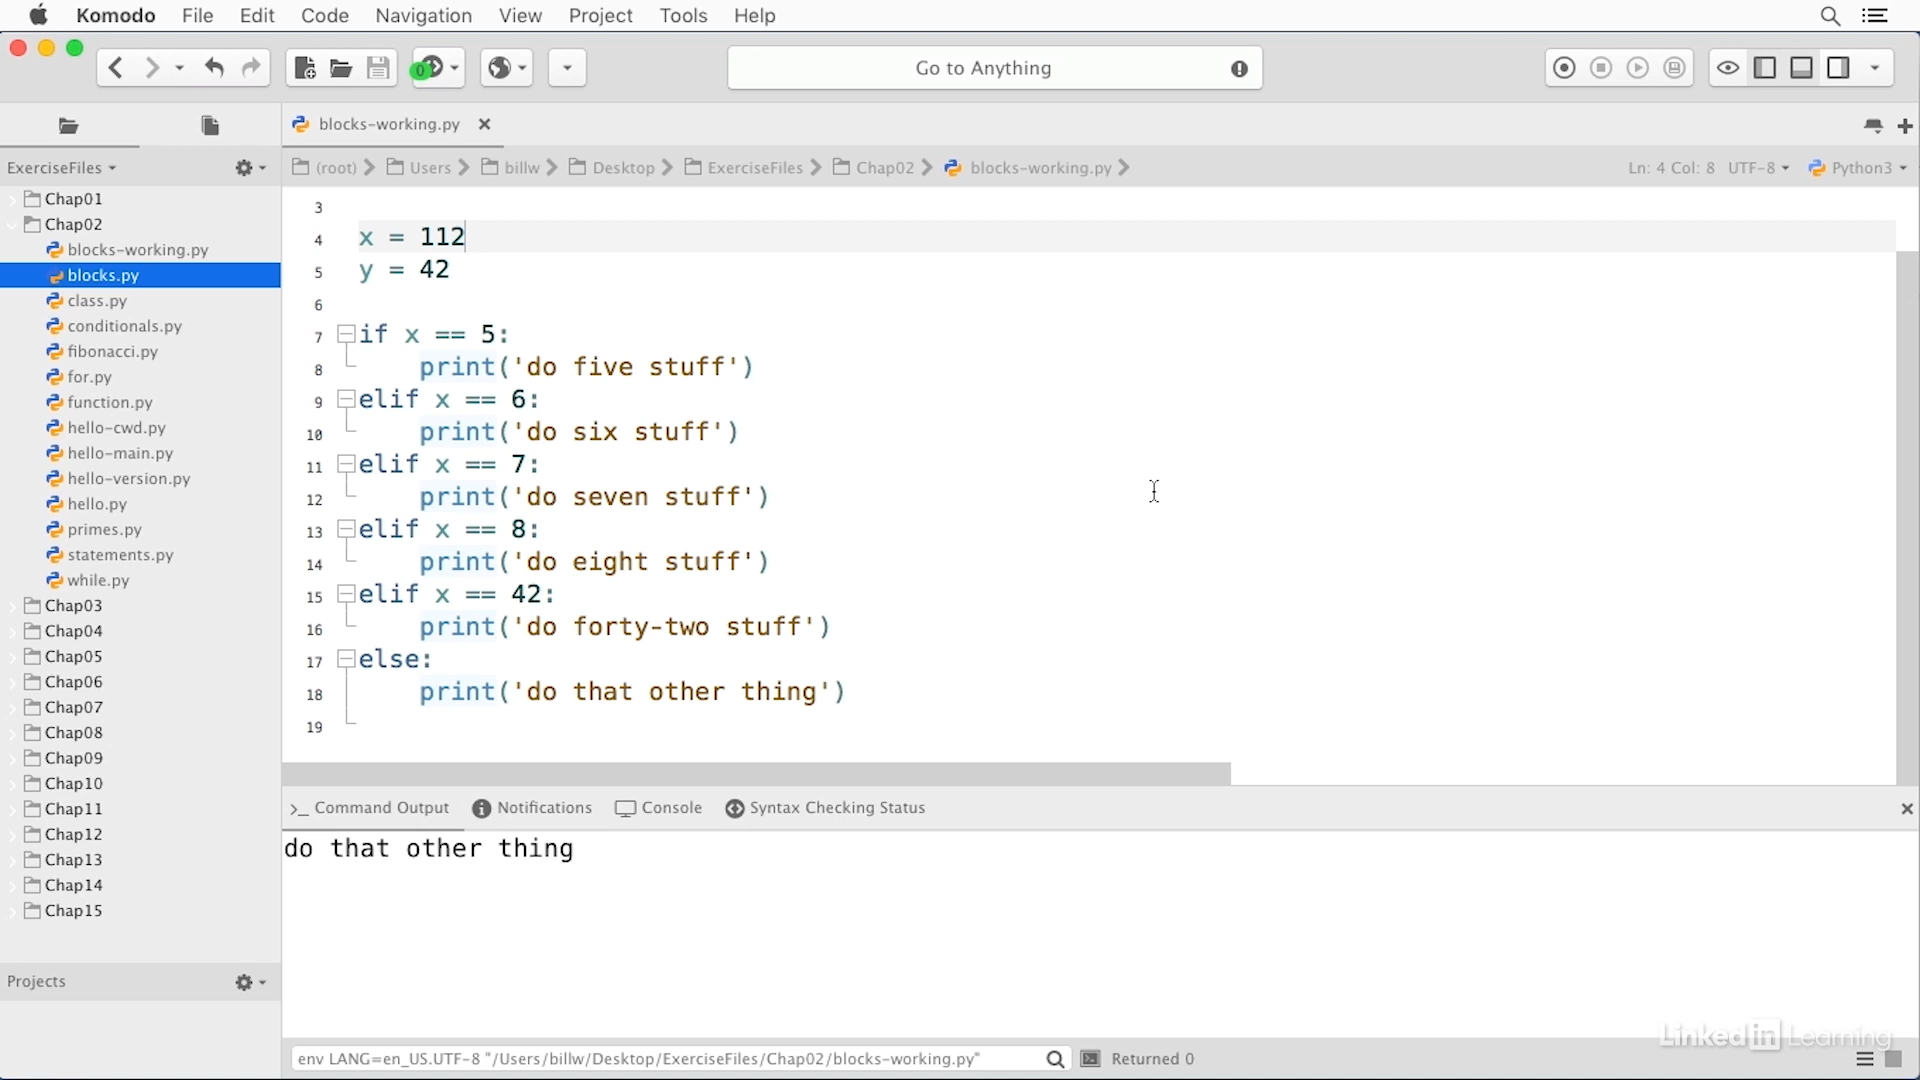 Komodo File Edit Code Navigation View Project Tools Help
0 Go to Anything
blocks-working.py
ExerciseFiles (root) Users billw Desktop ExerciseFiles Chap02 blocks-working.py Ln: 4 Col: 8 UTF-8 Python3
Chap01
Chap02
blocks-working.py
blocks.py
class.py
conditionals.py
fibonacci.py
for.py
function.py
hello-cwd.py
hello-main.py
hello-version.py
hello.py
primes.py
statements.py
while.py
Chap03
Chap04
Chap05
Chap06
Chap07
Chap08
Chap09
Chap10
Chap11
Chap12
Chap13
Chap14
Chap15
Projects
3
4 x = 112
5 y = 42
6
7 if x == 5:
8 print('do five stuff')
9 elif x == 6:
10 print('do six stuff')
11 elif x == 7:
12 print('do seven stuff')
13 elif x == 8:
14 print('do eight stuff')
15 elif x == 42:
16 print('do forty-two stuff')
17 else:
18 print('do that other thing')
19
>_ Command Output Notifications Console Syntax Checking Status
do that other thing
Linked in Learning
env LANG=en_US.UTF-8 "/Users/billw/Desktop/ExerciseFiles/Chap02/blocks-working.py" Returned 0